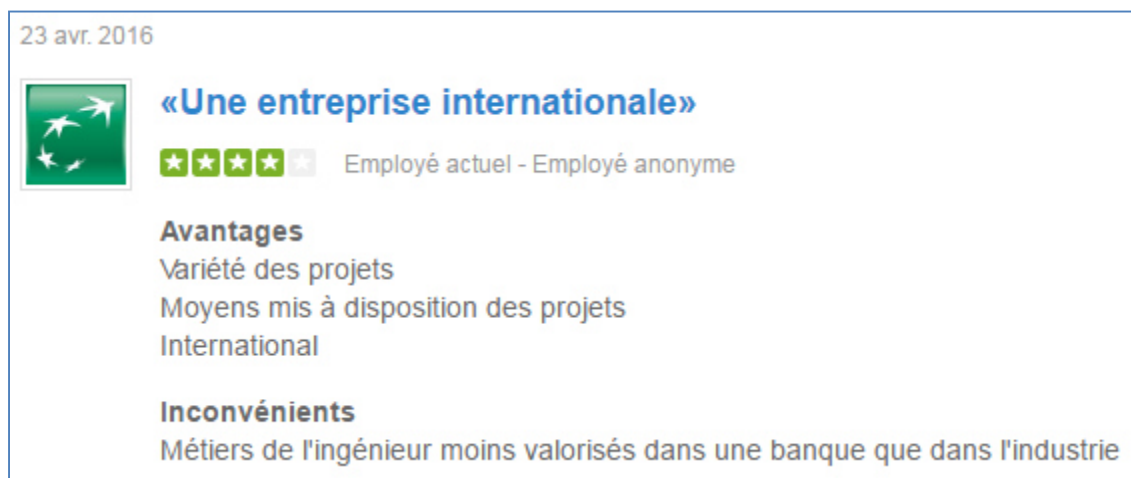 23 avr. 2016
«Une entreprise internationale»
Employé actuel - Employé anonyme
Avantages
Variété des projets
Moyens mis à disposition des projets
International
Inconvénients
Métiers de l'ingénieur moins valorisés dans une banque que dans l'industrie